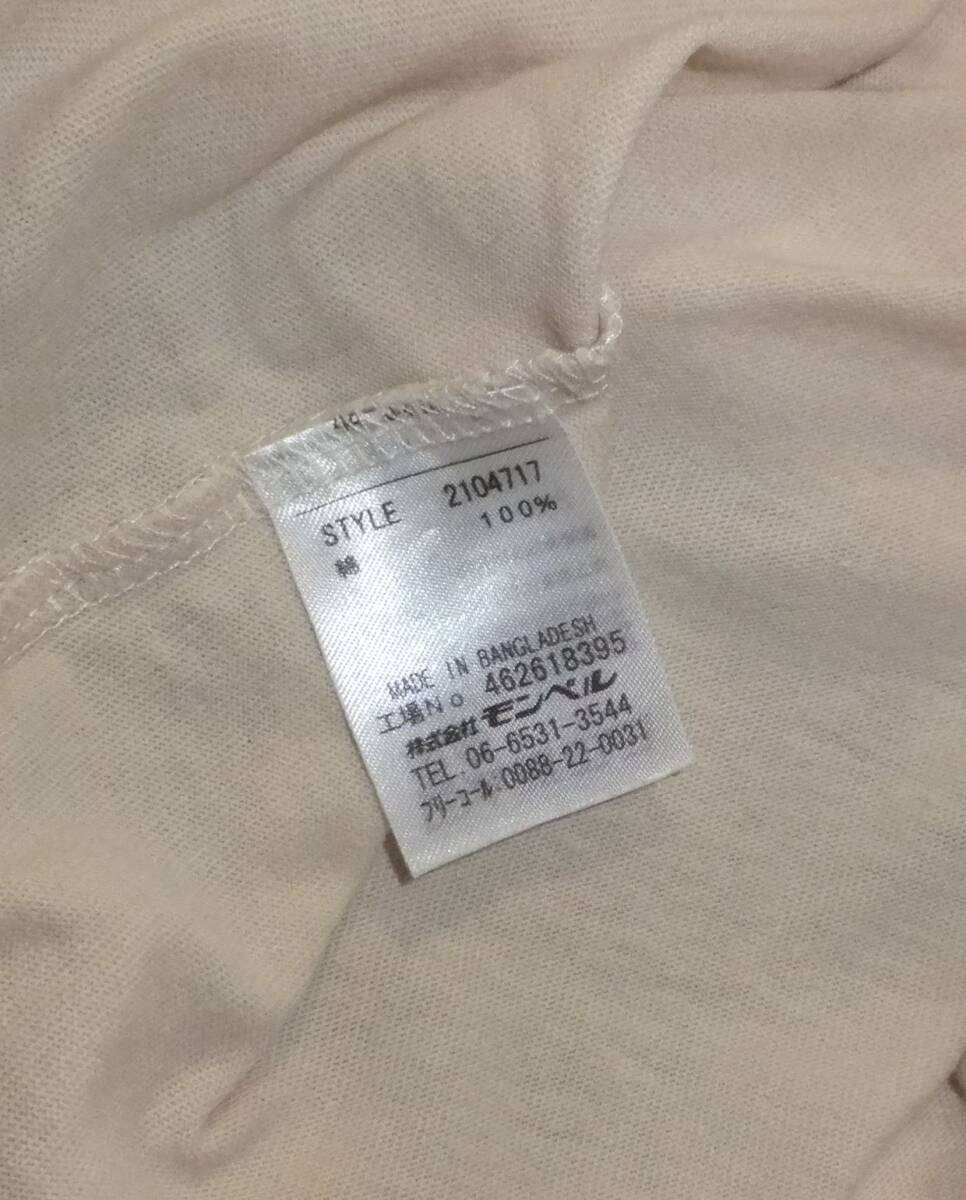 STYLE 2104717
綿 100%
MADE IN BANGLADESH
工場No 462618395
株式会社 モンベル
TEL. 06-6531-3544
フリーコール:0088-22-0031